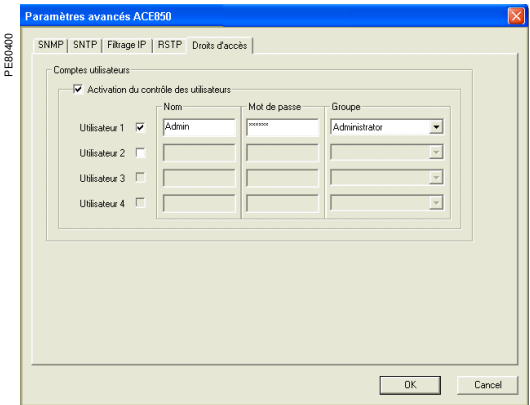 PE80400
Paramètres avancés ACE850
SNMP SNTP Filtrage IP RSTP Droits d'accès
Comptes utilisateurs
Activation du contrôle des utilisateurs
Nom Mot de passe Groupe
Utilisateur 1 Admin ××××××× Administrator
Utilisateur 2
Utilisateur 3
Utilisateur 4
OK Cancel